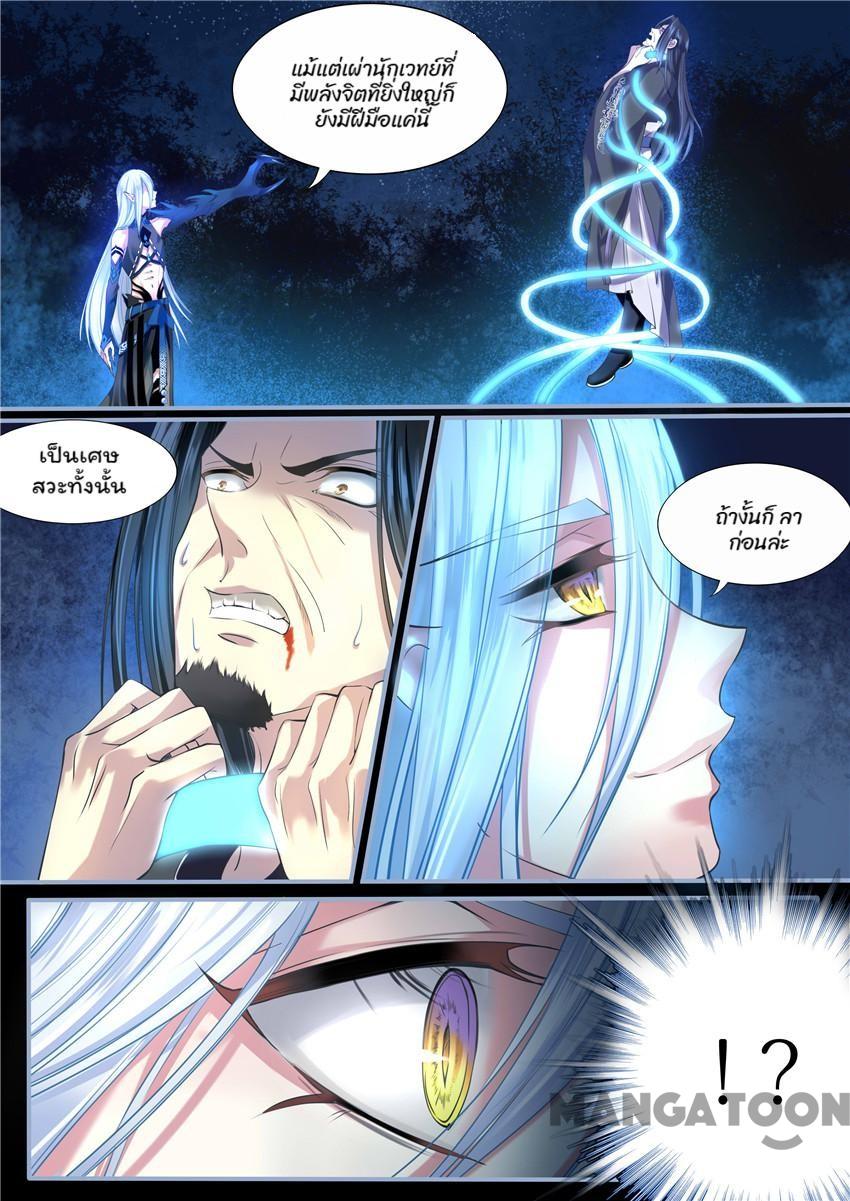 แม้แต่เผ่านักเวทย์ที่
มีพลังจิตที่ยิ่งใหญ่ก็
ยังมีฝีมือแค่นี้
เป็นเศษ
สวะทั้งนั้น
ถ้างั้นก็ ลา
ก่อนล่ะ
!?
MANGATOON